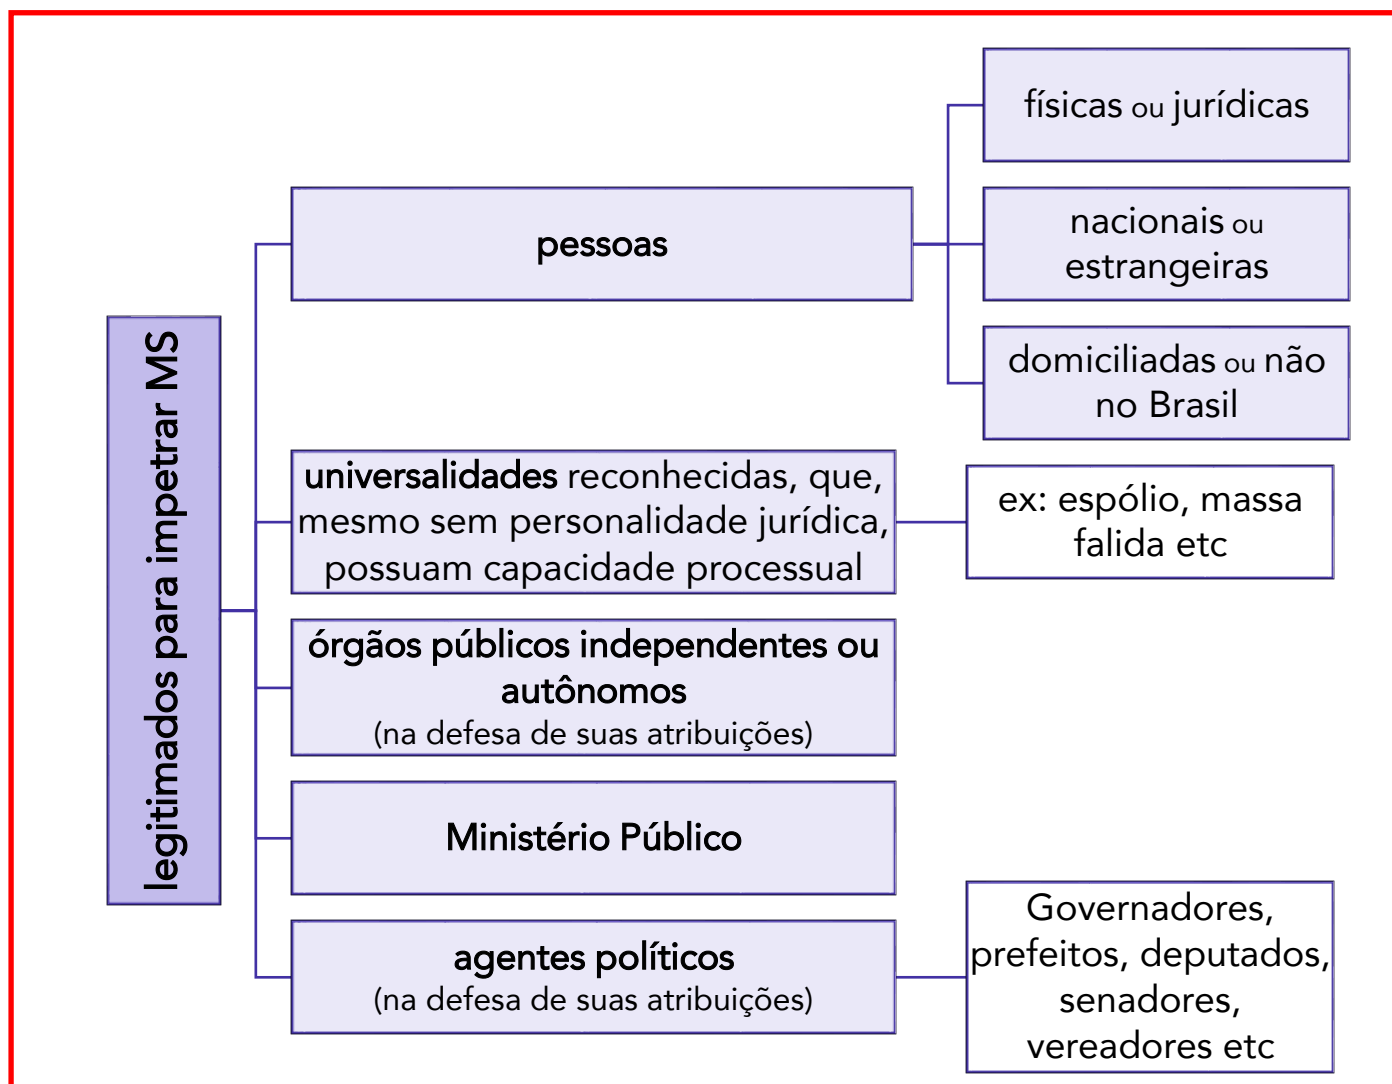 legitimados para impetrar MS
pessoas
físicas ou jurídicas
nacionais ou
estrangeiras
domiciliadas ou não
no Brasil
universalidades reconhecidas, que,
mesmo sem personalidade jurídica,
possuam capacidade processual
ex: espólio, massa
falida etc
órgãos públicos independentes ou
autônomos
(na defesa de suas atribuições)
Ministério Público
agentes políticos
(na defesa de suas atribuições)
Governadores,
prefeitos, deputados,
senadores,
vereadores etc